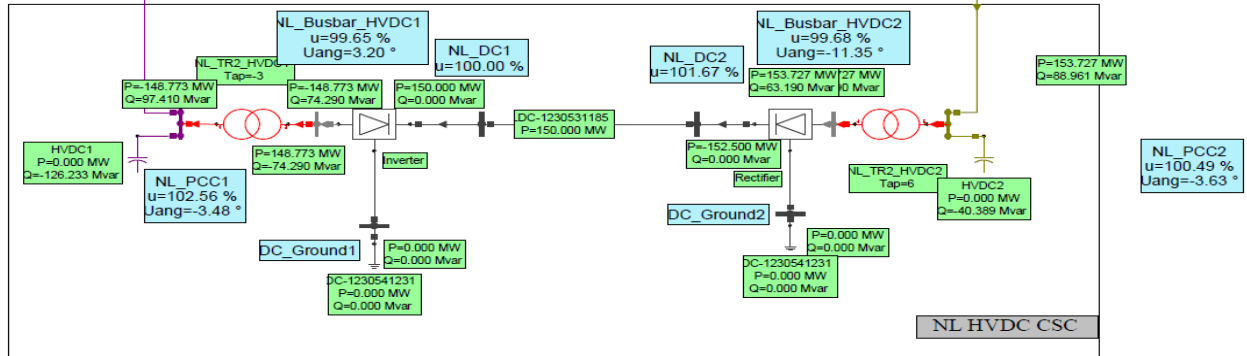 NL_Busbar_HVDC1
u=99.65 %
Uang=3.20 °
NL_Busbar_HVDC2
u=99.68 %
Uang=-11.35 °
NL_DC1
u=100.00 %
NL_DC2
u=101.67 %
NL_TR2_HVDC1
Tap=-3
P=-148.773 MW
Q=97.410 Mvar
P=-148.773 MW
Q=74.290 Mvar
P=150.000 MW
Q=0.000 Mvar
P=153.727 MW
Q=63.190 Mvar
P=153.727 MW
Q=88.961 Mvar
DC-1230531185
P=150.000 MW
HVDC1
P=0.000 MW
Q=-126.233 Mvar
P=148.773 MW
Q=-74.290 Mvar
Inverter
P=-152.500 MW
Q=0.000 Mvar
Rectifier
NL_TR2_HVDC2
Tap=6
HVDC2
P=0.000 MW
Q=-40.389 Mvar
NL_PCC1
u=102.56 %
Uang=-3.48 °
NL_PCC2
u=100.49 %
Uang=-3.63 °
DC_Ground1
P=0.000 MW
Q=0.000 Mvar
DC-1230541231
P=0.000 MW
Q=0.000 Mvar
DC_Ground2
P=0.000 MW
Q=0.000 Mvar
DC-1230541231
P=0.000 MW
Q=0.000 Mvar
NL HVDC CSC